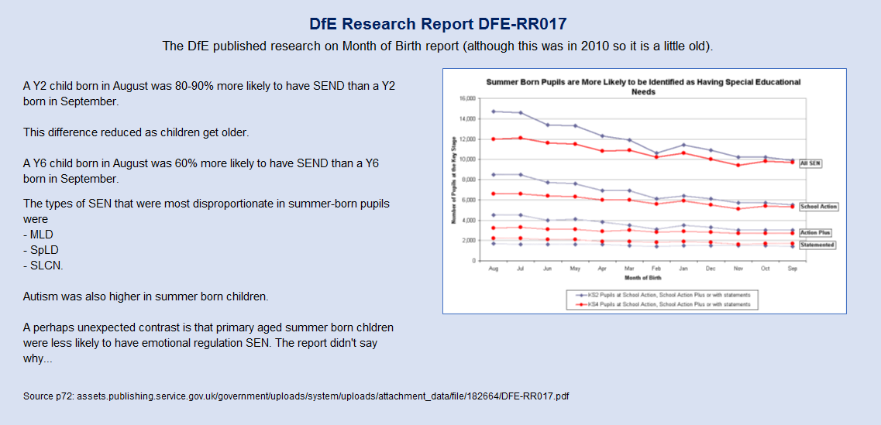 DfE Research Report DFE-RR017
The DfE published research on Month of Birth report (although this was in 2010 so it is a little old).
A Y2 child born in August was 80-90% more likely to have SEND than a Y2
born in September.
This difference reduced as children get older.
A Y6 child born in August was 60% more likely to have SEND than a Y6
born in September.
The types of SEN that were most disproportionate in summer-born pupils
were
- MLD
- SpLD
- SLCN.
Autism was also higher in summer born children.
A perhaps unexpected contrast is that primary aged summer born chldren
were less likely to have emotional regulation SEN. The report didn't say
why...
Summer Born Pupils are More Likely to be Identified as Having Special Educational
Needs
Number of Pupils at the Key Stage
16,000
14,000
12,000
10,000
8,000
6,000
4,000
2,000
0
All SEN
School Action
Action Plus
Statemented
Aug Jul Jun May Apr Mar Feb Jan Dec Nov Oct Sep
Month of Birth
KS2 Pupils at School Action, School Action Plus or with statements
KS4 Pupils at School Action, School Action Plus or with statements
Source p72: assets.publishing.service.gov.uk/government/uploads/system/uploads/attachment_data/file/182664/DFE-RR017.pdf